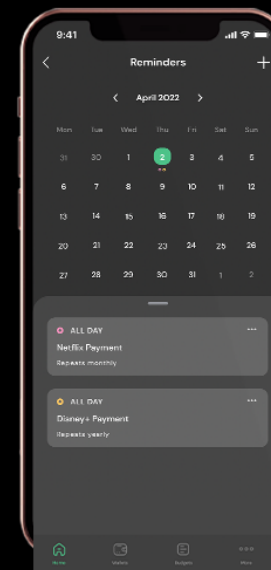 9:41
Reminders
April 2022
Mon Tue Wed Thu Fri Sat Sun
31 30 1 2 3 4 5
6 7 8 9 10 11 12
13 14 15 16 17 18 19
20 21 22 23 24 25 26
27 28 29 30 31 1 2
ALL DAY
Netflix Payment
Repeats monthly
ALL DAY
Disney+ Payment
Repeats yearly
Home Wallets Budgets More